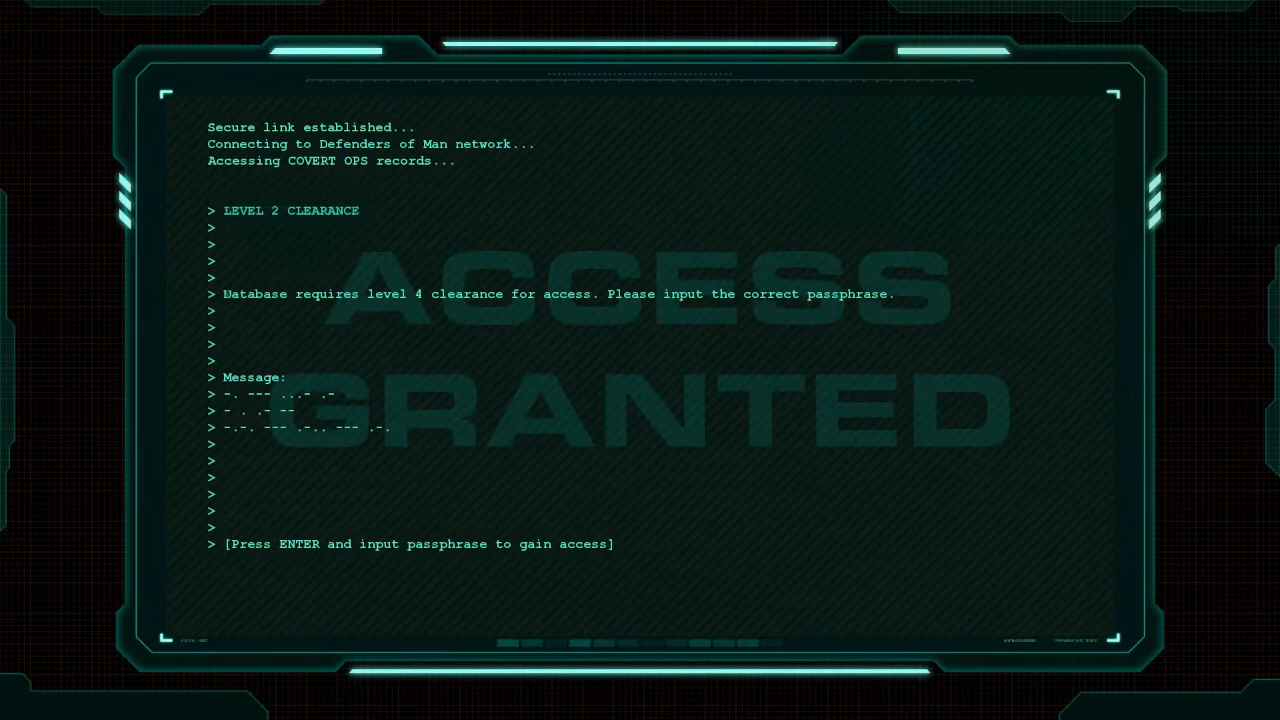 Secure link established...
Connecting to Defenders of Man network...
Accessing COVERT OPS records...
> LEVEL 2 CLEARANCE
>
>
>
>
> Database requires level 4 clearance for access. Please input the correct passphrase.
>
>
>
>
> Message:
> -. --- ...- .-
> - . .- --
> -.-. --- .-.. --- .-.
>
>
>
>
>
>
> [Press ENTER and input passphrase to gain access]
ACCESS
GRANTED